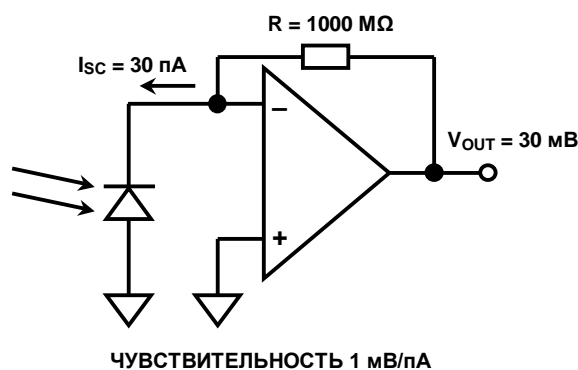 R = 1000 MΩ
I_SC = 30 пА
V_OUT = 30 мВ
−
+
ЧУВСТВИТЕЛЬНОСТЬ 1 мВ/пА